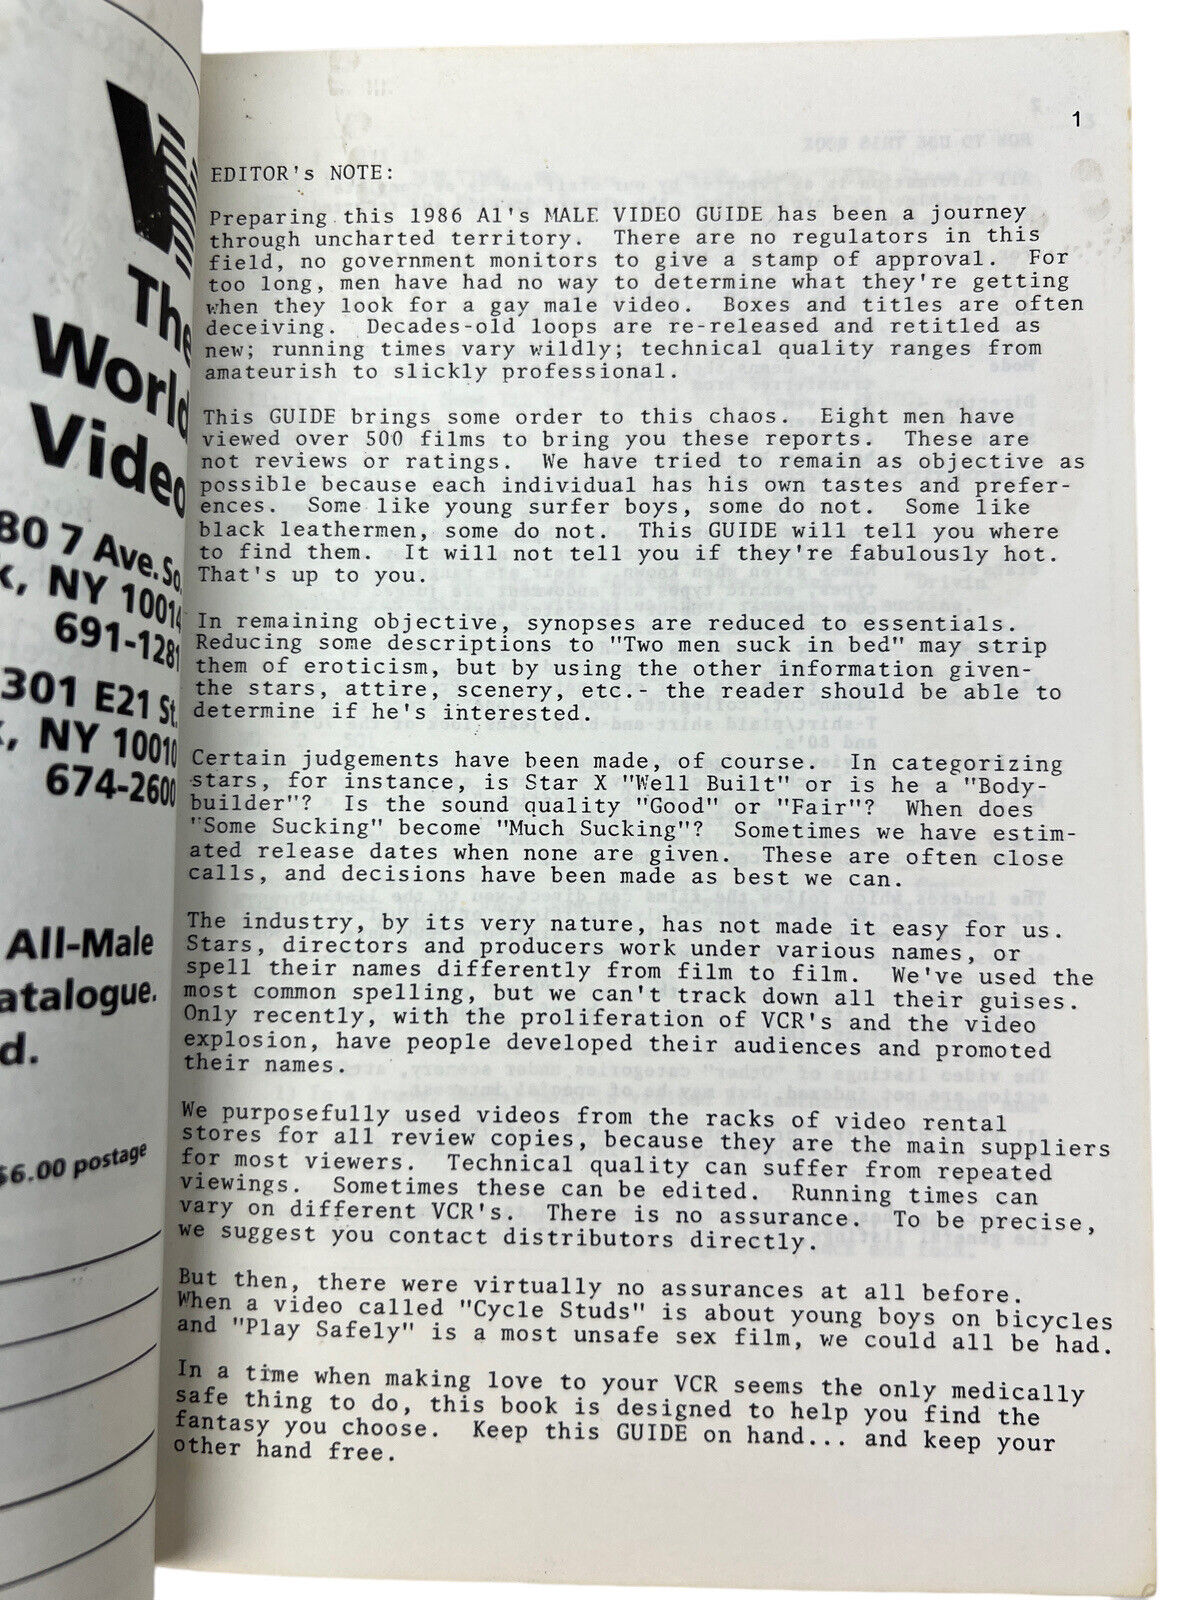 The
World
Video
80 7 Ave. So.
NY 10014
691-1281
301 E21 St.
NY 10010
674-2600
All-Male
atalogue.
d.
$6.00 postage
1
EDITOR's NOTE:
Preparing this 1986 Al's MALE VIDEO GUIDE has been a journey
through uncharted territory. There are no regulators in this
field, no government monitors to give a stamp of approval. For
too long, men have had no way to determine what they're getting
when they look for a gay male video. Boxes and titles are often
deceiving. Decades-old loops are re-released and retitled as
new; running times vary wildly; technical quality ranges from
amateurish to slickly professional.
This GUIDE brings some order to this chaos. Eight men have
viewed over 500 films to bring you these reports. These are
not reviews or ratings. We have tried to remain as objective as
possible because each individual has his own tastes and prefer-
ences. Some like young surfer boys, some do not. Some like
black leathermen, some do not. This GUIDE will tell you where
to find them. It will not tell you if they're fabulously hot.
That's up to you.
In remaining objective, synopses are reduced to essentials.
Reducing some descriptions to "Two men suck in bed" may strip
them of eroticism, but by using the other information given-
the stars, attire, scenery, etc.- the reader should be able to
determine if he's interested.
Certain judgements have been made, of course. In categorizing
stars, for instance, is Star X "Well Built" or is he a "Body-
builder"? Is the sound quality "Good" or "Fair"? When does
"Some Sucking" become "Much Sucking"? Sometimes we have estim-
ated release dates when none are given. These are often close
calls, and decisions have been made as best we can.
The industry, by its very nature, has not made it easy for us.
Stars, directors and producers work under various names, or
spell their names differently from film to film. We've used the
most common spelling, but we can't track down all their guises.
Only recently, with the proliferation of VCR's and the video
explosion, have people developed their audiences and promoted
their names.
We purposefully used videos from the racks of video rental
stores for all review copies, because they are the main suppliers
for most viewers. Technical quality can suffer from repeated
viewings. Sometimes these can be edited. Running times can
vary on different VCR's. There is no assurance. To be precise,
we suggest you contact distributors directly.
But then, there were virtually no assurances at all before.
When a video called "Cycle Studs" is about young boys on bicycles
and "Play Safely" is a most unsafe sex film, we could all be had.
In a time when making love to your VCR seems the only medically
safe thing to do, this book is designed to help you find the
fantasy you choose. Keep this GUIDE on hand... and keep your
other hand free.